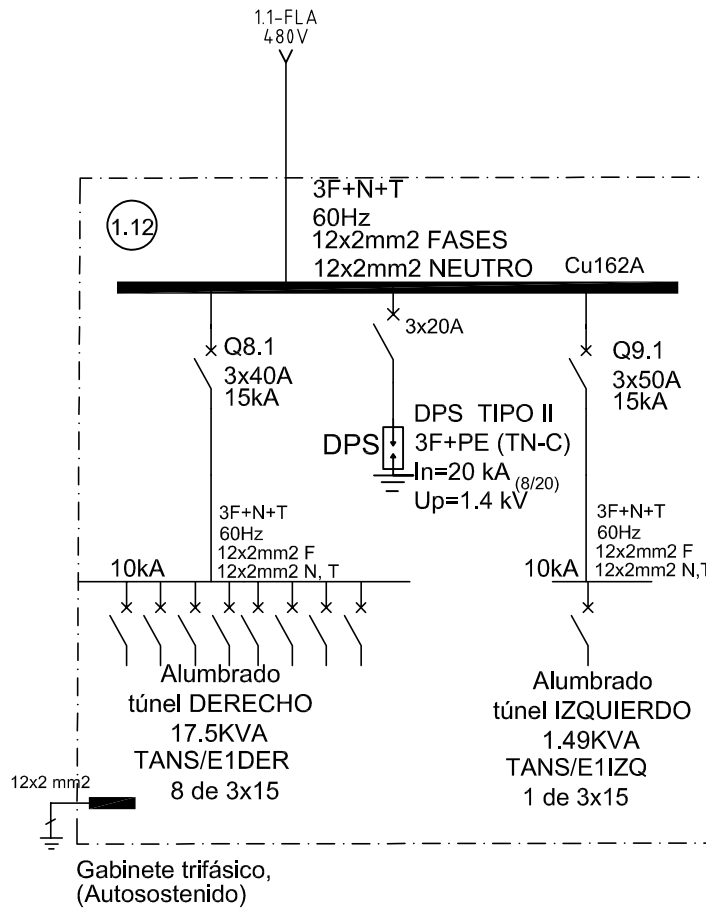 1.1-FLA
480V
1.12
3F+N+T
60Hz
12x2mm2 FASES
12x2mm2 NEUTRO
Cu162A
Q8.1
3x40A
15kA
3x20A
Q9.1
3x50A
15kA
DPS
DPS TIPO II
3F+PE (TN-C)
In=20 kA (8/20)
Up=1.4 kV
3F+N+T
60Hz
12x2mm2 F
12x2mm2 N, T
10kA
3F+N+T
60Hz
12x2mm2 F
12x2mm2 N,T
10kA
Alumbrado
túnel DERECHO
17.5KVA
TANS/E1DER
8 de 3x15
Alumbrado
túnel IZQUIERDO
1.49KVA
TANS/E1IZQ
1 de 3x15
12x2 mm2
Gabinete trifásico,
(Autosostenido)